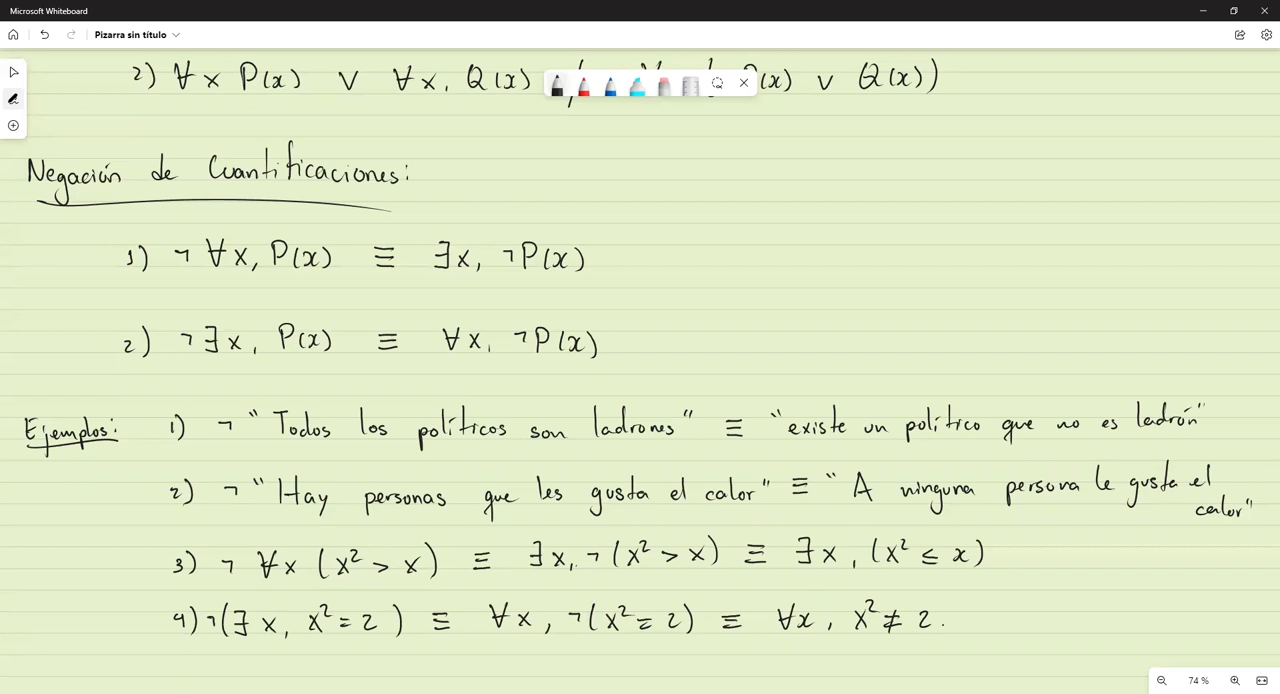 Microsoft Whiteboard
Pizarra sin título
2) ∀x P(x) ∨ ∀x, Q(x) (x) ∨ Q(x))
Negación de Cuantificaciones:
1) ¬ ∀x, P(x) ≡ ∃x, ¬P(x)
2) ¬∃x, P(x) ≡ ∀x, ¬P(x)
Ejemplos: 1) ¬ "Todos los políticos son ladrones" ≡ "existe un político que no es ladrón"
2) ¬ "Hay personas que les gusta el calor" ≡ "A ninguna persona le gusta el
calor"
3) ¬ ∀x (x² > x) ≡ ∃x, ¬(x² > x) ≡ ∃x, (x² ≤ x)
4) ¬(∃x, x² = 2) ≡ ∀x, ¬(x² = 2) ≡ ∀x, x² ≠ 2.
74 %